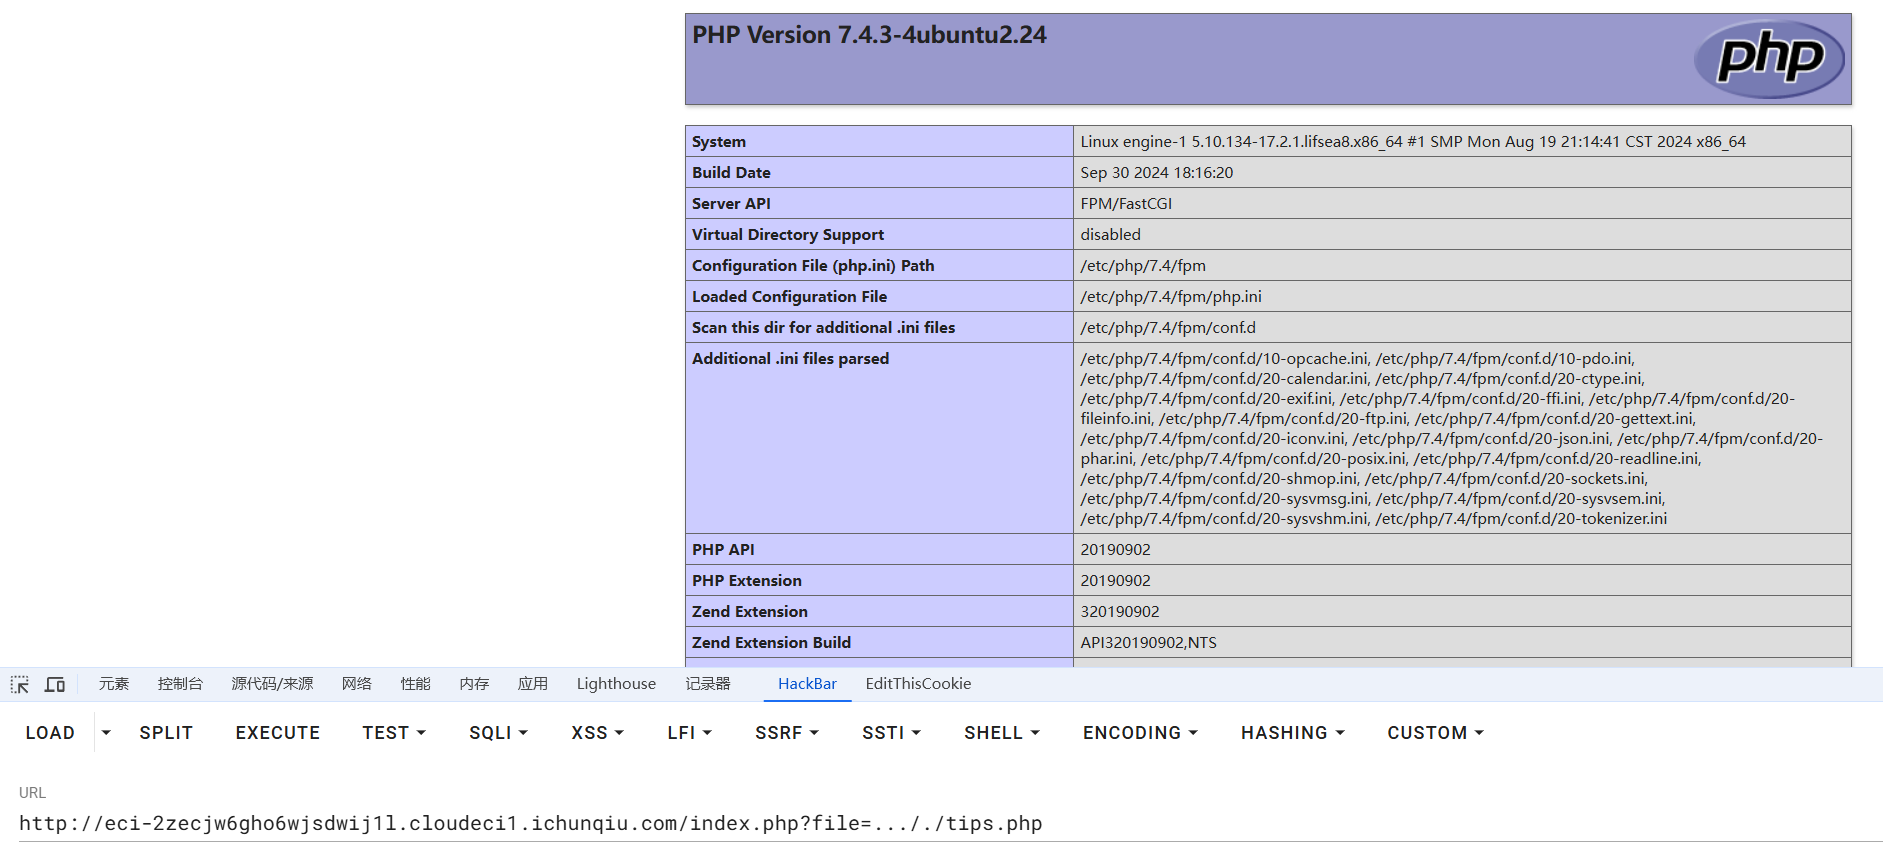 PHP Version 7.4.3-4ubuntu2.24
php
System Linux engine-1 5.10.134-17.2.1.lifsea8.x86_64 #1 SMP Mon Aug 19 21:14:41 CST 2024 x86_64
Build Date Sep 30 2024 18:16:20
Server API FPM/FastCGI
Virtual Directory Support disabled
Configuration File (php.ini) Path /etc/php/7.4/fpm
Loaded Configuration File /etc/php/7.4/fpm/php.ini
Scan this dir for additional .ini files /etc/php/7.4/fpm/conf.d
Additional .ini files parsed /etc/php/7.4/fpm/conf.d/10-opcache.ini, /etc/php/7.4/fpm/conf.d/10-pdo.ini,
/etc/php/7.4/fpm/conf.d/20-calendar.ini, /etc/php/7.4/fpm/conf.d/20-ctype.ini,
/etc/php/7.4/fpm/conf.d/20-exif.ini, /etc/php/7.4/fpm/conf.d/20-ffi.ini, /etc/php/7.4/fpm/conf.d/20-
fileinfo.ini, /etc/php/7.4/fpm/conf.d/20-ftp.ini, /etc/php/7.4/fpm/conf.d/20-gettext.ini,
/etc/php/7.4/fpm/conf.d/20-iconv.ini, /etc/php/7.4/fpm/conf.d/20-json.ini, /etc/php/7.4/fpm/conf.d/20-
phar.ini, /etc/php/7.4/fpm/conf.d/20-posix.ini, /etc/php/7.4/fpm/conf.d/20-readline.ini,
/etc/php/7.4/fpm/conf.d/20-shmop.ini, /etc/php/7.4/fpm/conf.d/20-sockets.ini,
/etc/php/7.4/fpm/conf.d/20-sysvmsg.ini, /etc/php/7.4/fpm/conf.d/20-sysvsem.ini,
/etc/php/7.4/fpm/conf.d/20-sysvshm.ini, /etc/php/7.4/fpm/conf.d/20-tokenizer.ini
PHP API 20190902
PHP Extension 20190902
Zend Extension 320190902
Zend Extension Build API320190902,NTS
元素 控制台 源代码/来源 网络 性能 内存 应用 Lighthouse 记录器 HackBar EditThisCookie
LOAD SPLIT EXECUTE TEST SQLI XSS LFI SSRF SSTI SHELL ENCODING HASHING CUSTOM
URL
http://eci-2zecjw6gho6wjsdwij1l.cloudeci1.ichunqiu.com/index.php?file=..././tips.php